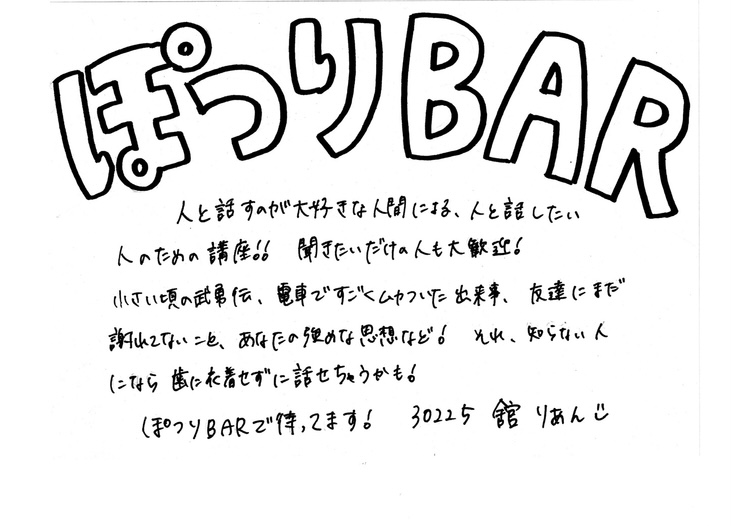 ぽつりBAR
人と話すのが大好きな人間による、人と話したい
人のための講座!! 聞きたいだけの人も大歓迎!
小さい頃の武勇伝、電車ですごくムカついた出来事、友達にまだ
謝れてないこと、あなたの強めな思想など! それ、知らない人
になら歯に衣着せずに話せちゃうかも!
ぽつりBARで待ってます! 30225 舘 りあん